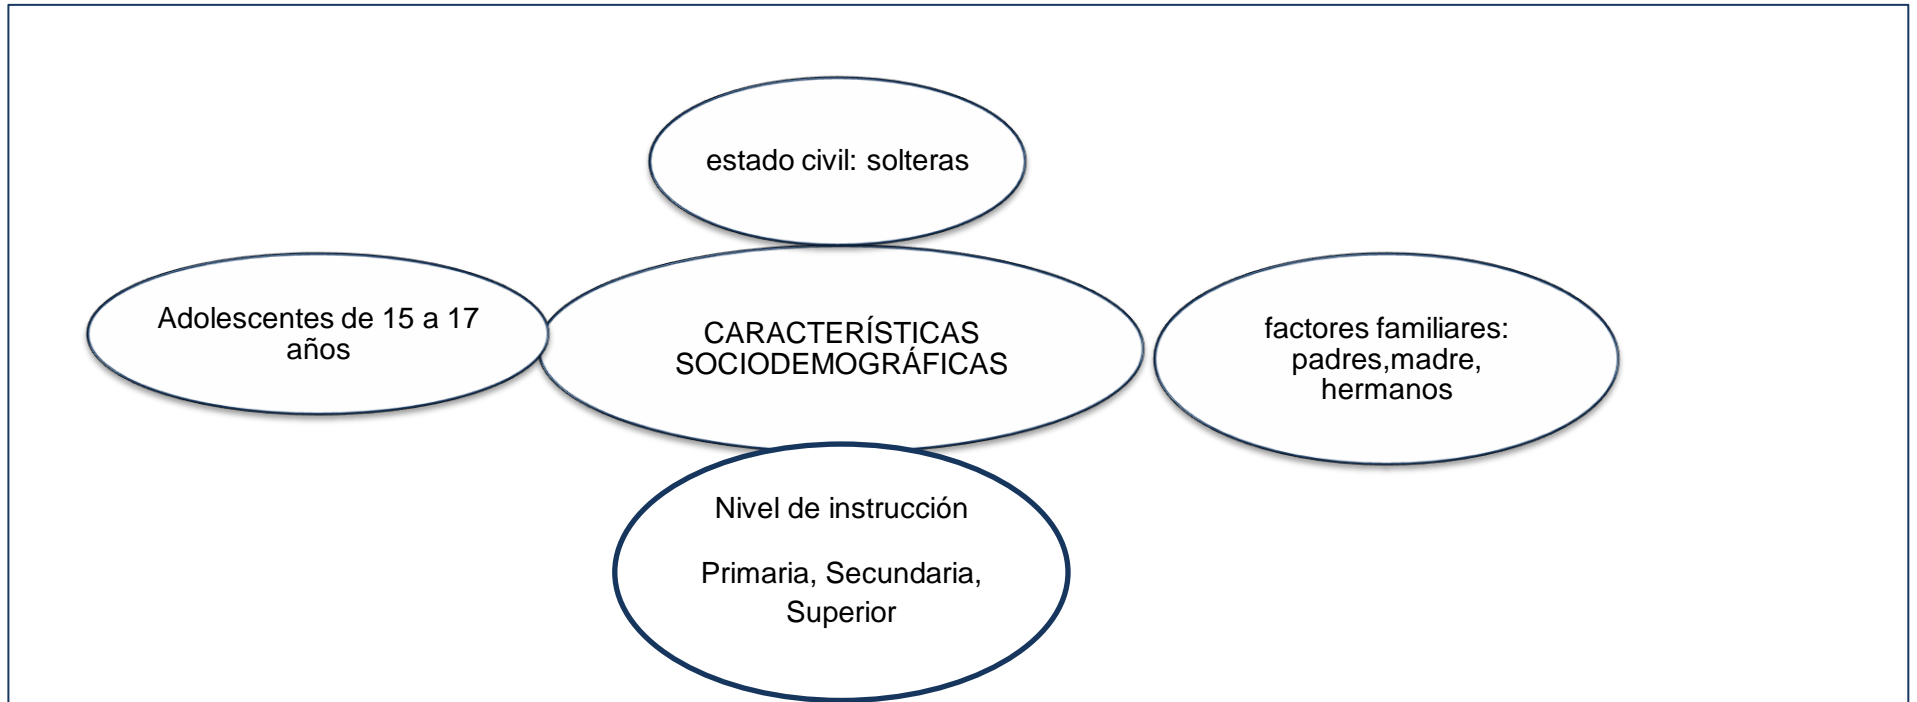 estado civil: solteras
Adolescentes de 15 a 17
años
CARACTERÍSTICAS
SOCIODEMOGRÁFICAS
factores familiares:
padres,madre,
hermanos
Nivel de instrucción
Primaria, Secundaria,
Superior